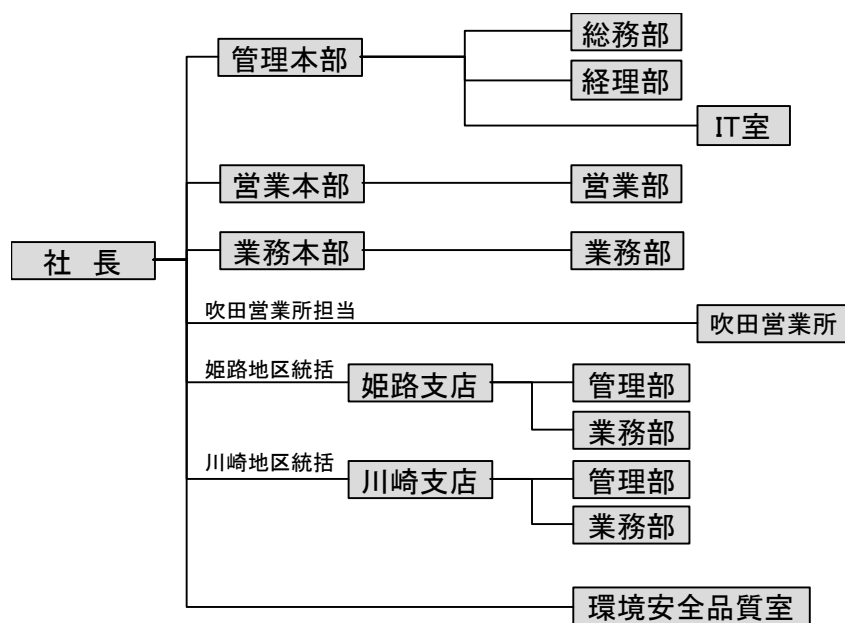 総務部
管理本部
経理部
IT室
営業本部
営業部
社 長
業務本部
業務部
吹田営業所担当
吹田営業所
姫路地区統括
姫路支店
管理部
業務部
川崎地区統括
川崎支店
管理部
業務部
環境安全品質室